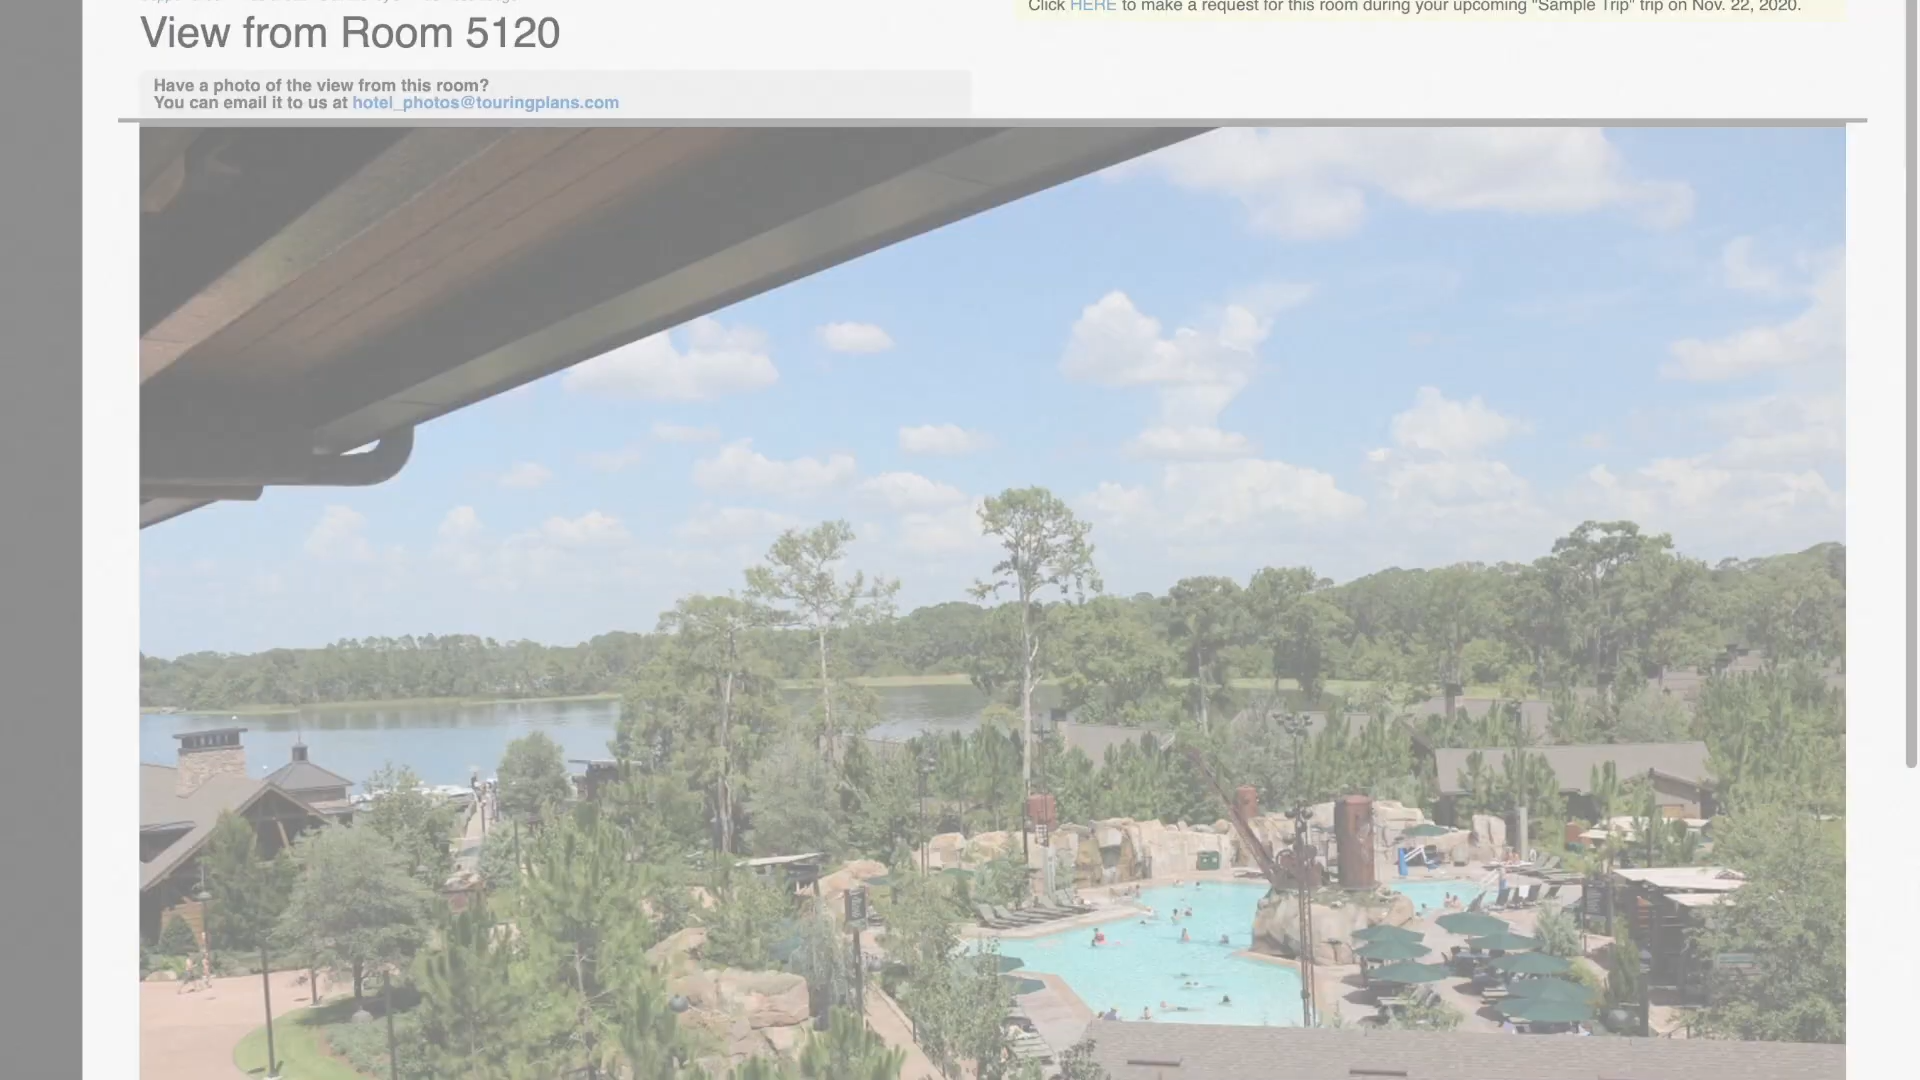 Click HERE to make a request for this room during your upcoming "Sample Trip" trip on Nov. 22, 2020.
View from Room 5120
Have a photo of the view from this room?
You can email it to us at hotel_photos@touringplans.com